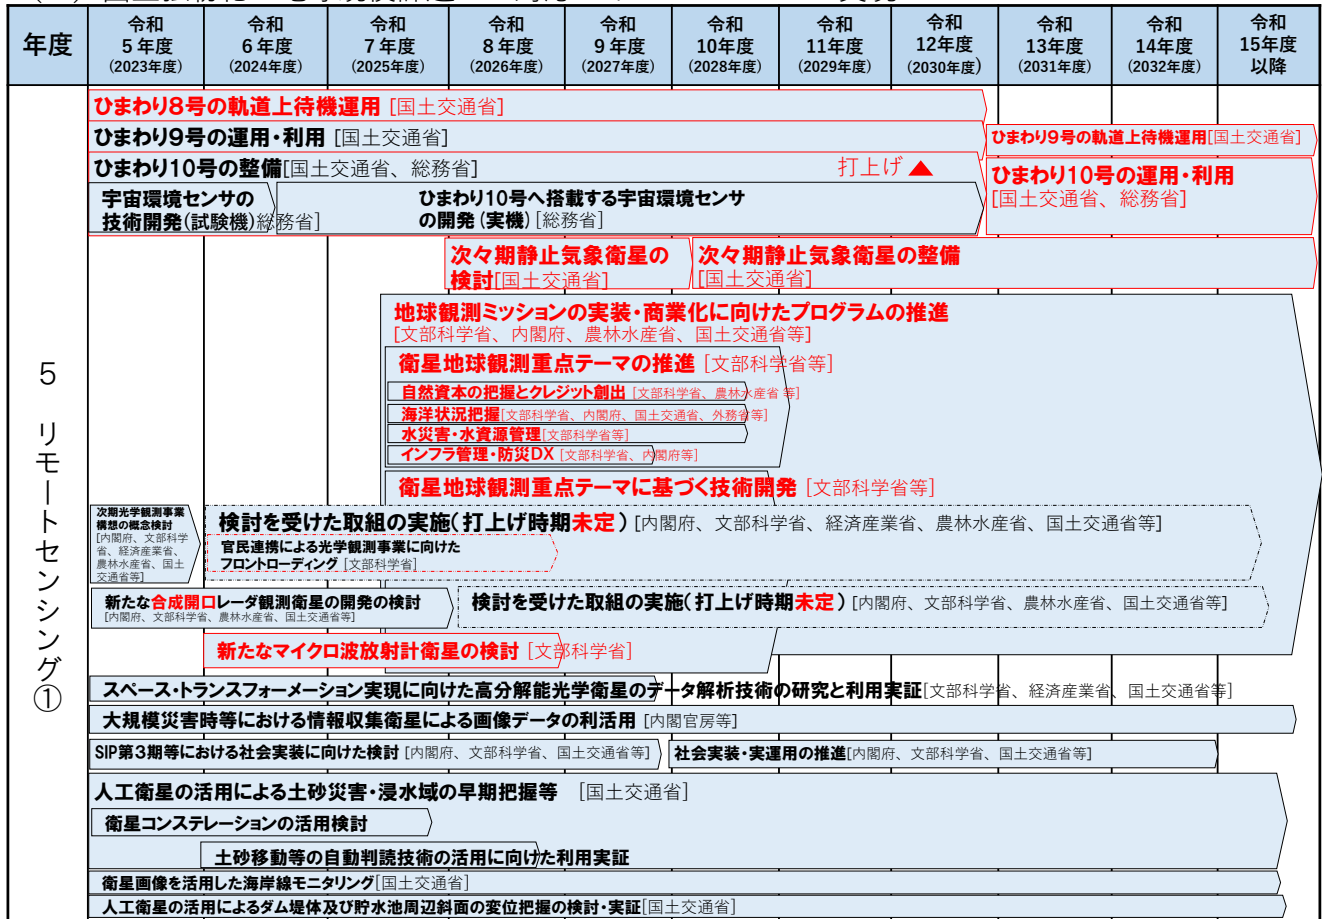 年度
令和
5年度
(2023年度)
令和
6年度
(2024年度)
令和
7年度
(2025年度)
令和
8年度
(2026年度)
令和
9年度
(2027年度)
令和
10年度
(2028年度)
令和
11年度
(2029年度)
令和
12年度
(2030年度)
令和
13年度
(2031年度)
令和
14年度
(2032年度)
令和
15年度
以降
5 リモートセンシング①
ひまわり8号の軌道上待機運用 [国土交通省]
ひまわり9号の運用・利用 [国土交通省]
ひまわり9号の軌道上待機運用[国土交通省]
ひまわり10号の整備[国土交通省、総務省]
打上げ▲
ひまわり10号の運用・利用
[国土交通省、総務省]
宇宙環境センサの
技術開発(試験機)総務省]
ひまわり10号へ搭載する宇宙環境センサ
の開発(実機)[総務省]
次々期静止気象衛星の
検討[国土交通省]
次々期静止気象衛星の整備
[国土交通省]
地球観測ミッションの実装・商業化に向けたプログラムの推進
[文部科学省、内閣府、農林水産省、国土交通省等]
衛星地球観測重点テーマの推進 [文部科学省等]
自然資本の把握とクレジット創出 [文部科学省、農林水産省 等]
海洋状況把握[文部科学省、内閣府、国土交通省、外務省等]
水災害・水資源管理[文部科学省等]
インフラ管理・防災DX [文部科学省、内閣府等]
衛星地球観測重点テーマに基づく技術開発 [文部科学省等]
次期光学観測事業
構想の概念検討
[内閣府、文部科学
省、経済産業省、
農林水産省、国土
交通省等]
検討を受けた取組の実施(打上げ時期未定) [内閣府、文部科学省、経済産業省、農林水産省、国土交通省等]
官民連携による光学観測事業に向けた
フロントローディング [文部科学省]
新たな合成開口レーダ観測衛星の開発の検討
[内閣府、文部科学省、農林水産省、国土交通省等]
検討を受けた取組の実施(打上げ時期未定) [内閣府、文部科学省、農林水産省、国土交通省等]
新たなマイクロ波放射計衛星の検討 [文部科学省]
スペース・トランスフォーメーション実現に向けた高分解能光学衛星のデータ解析技術の研究と利用実証[文部科学省、経済産業省、国土交通省等]
大規模災害時等における情報収集衛星による画像データの利活用 [内閣官房等]
SIP第3期等における社会実装に向けた検討 [内閣府、文部科学省、国土交通省等]
社会実装・実運用の推進[内閣府、文部科学省、国土交通省等]
人工衛星の活用による土砂災害・浸水域の早期把握等 [国土交通省]
衛星コンステレーションの活用検討
土砂移動等の自動判読技術の活用に向けた利用実証
衛星画像を活用した海岸線モニタリング[国土交通省]
人工衛星の活用によるダム堤体及び貯水池周辺斜面の変位把握の検討・実証[国土交通省]